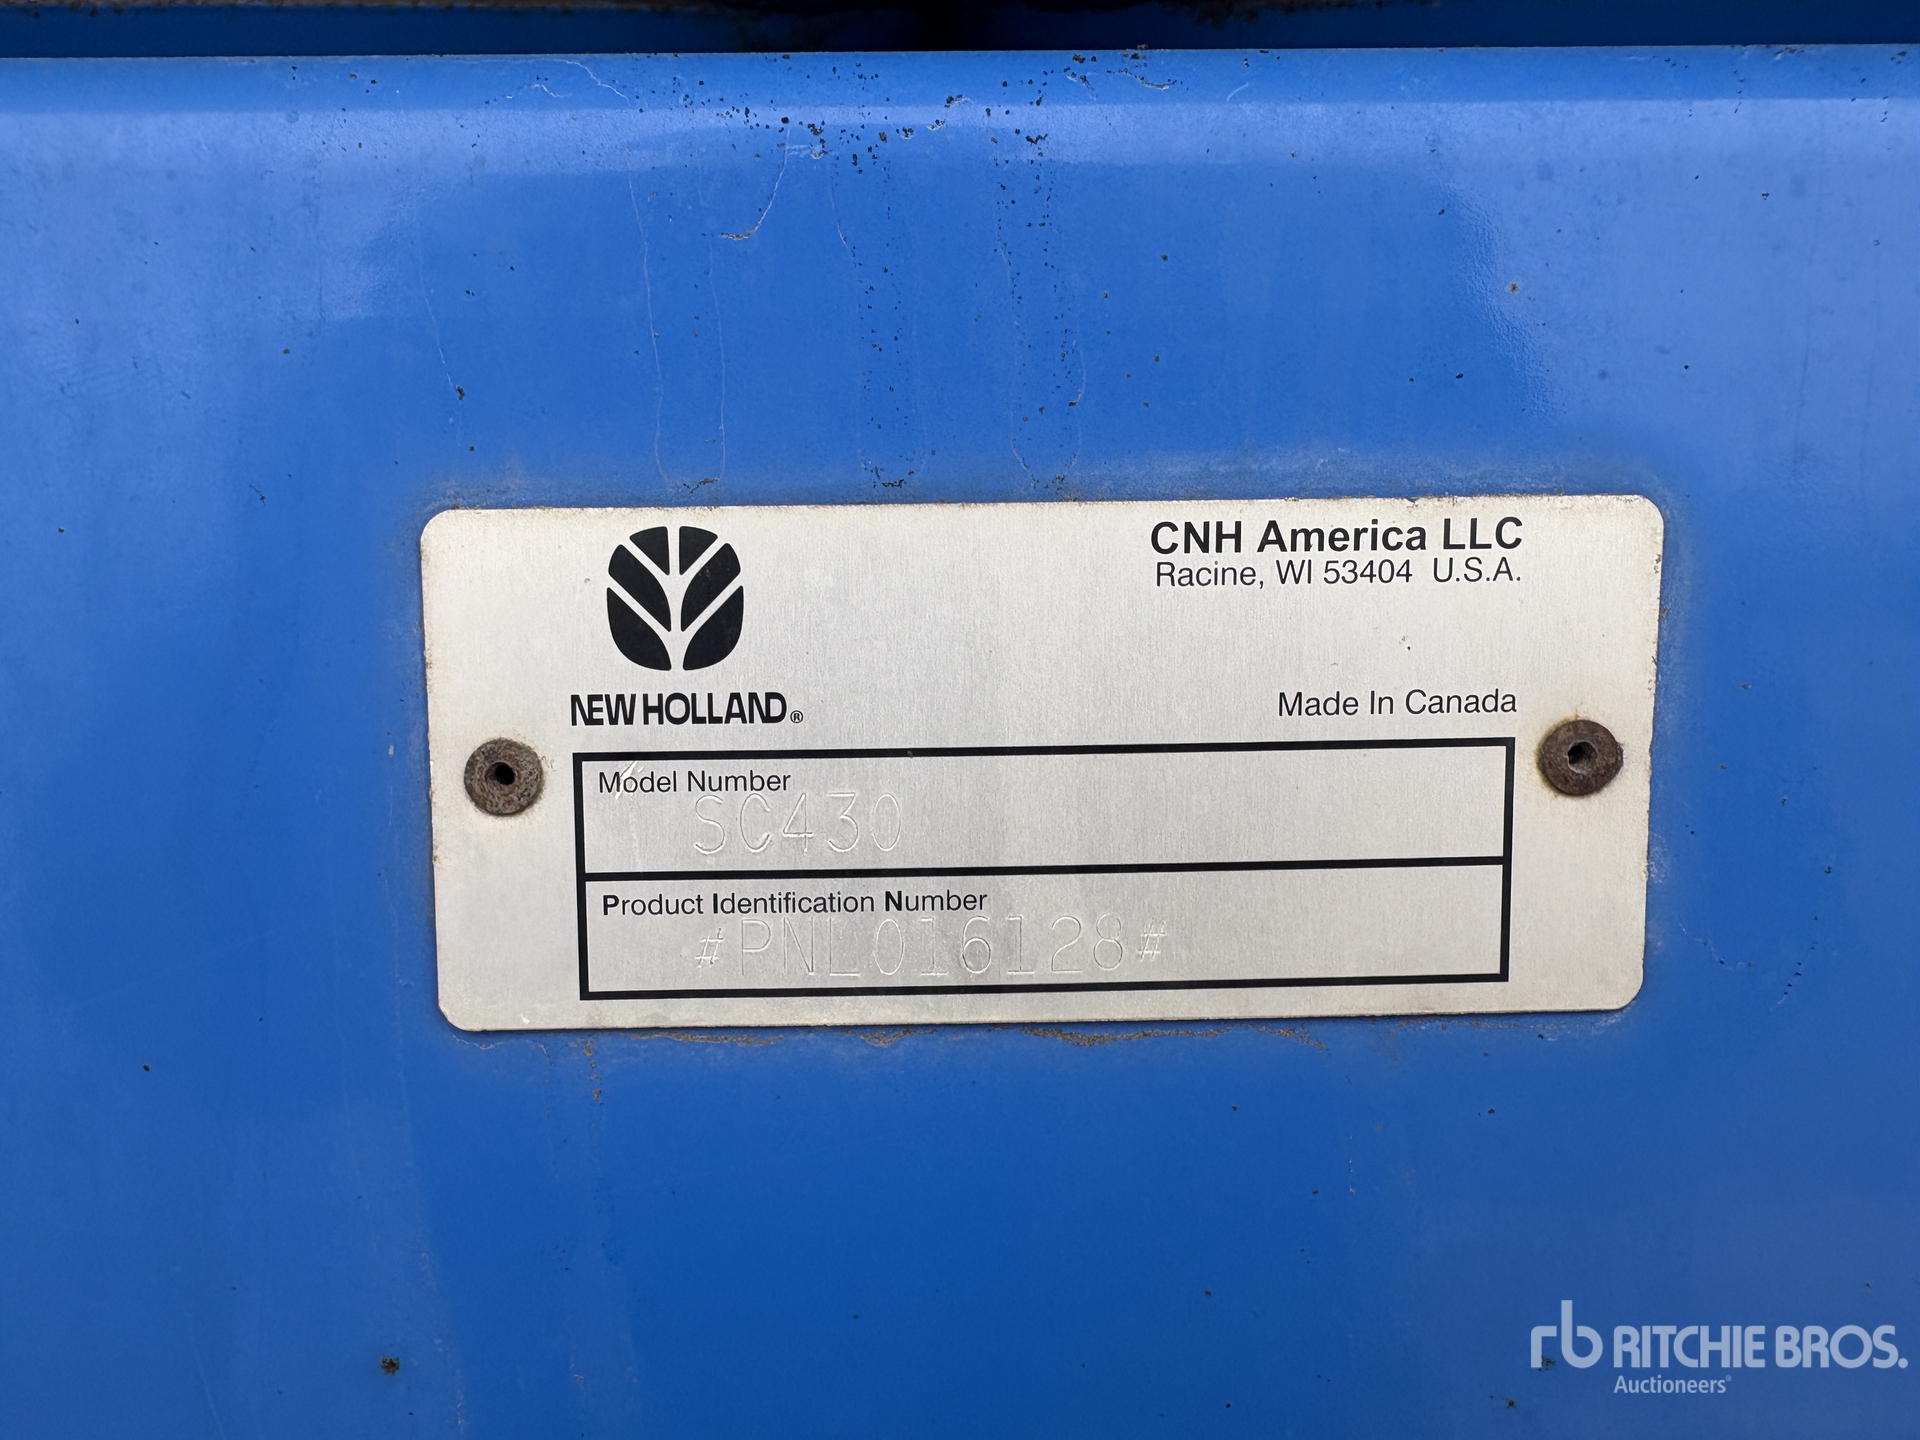 CNH America LLC
Racine, WI 53404 U.S.A.
NEW HOLLAND®
Made In Canada
Model Number
SC430
Product Identification Number
#PNL016128#
rb RITCHIE BROS.
Auctioneers®